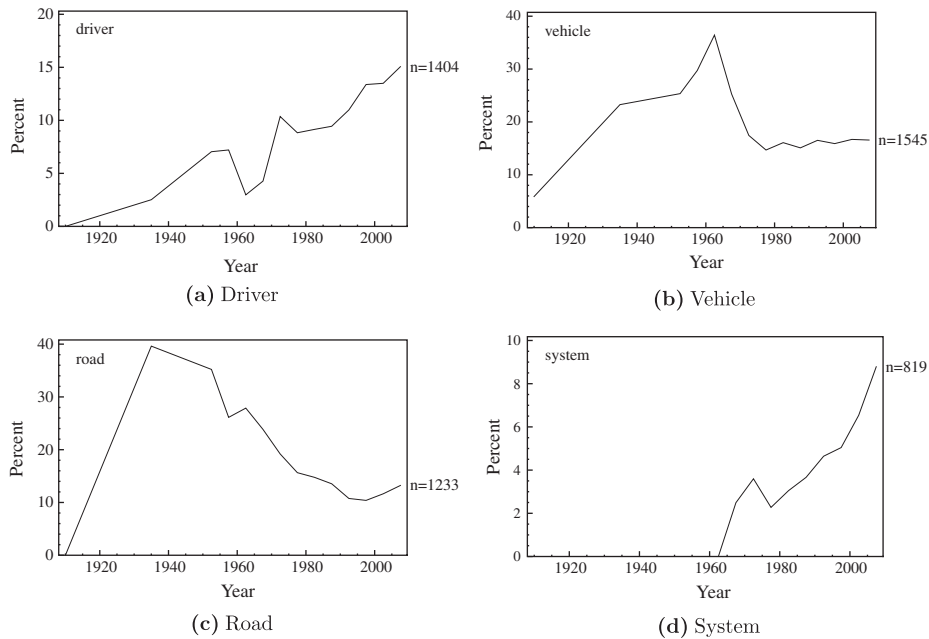 driver
Percent
20
15
10
5
0
n=1404
1920 1940 1960 1980 2000
Year
(a) Driver
vehicle
Percent
40
30
20
10
0
n=1545
1920 1940 1960 1980 2000
Year
(b) Vehicle
road
Percent
40
30
20
10
0
n=1233
1920 1940 1960 1980 2000
Year
(c) Road
system
Percent
10
8
6
4
2
0
n=819
1920 1940 1960 1980 2000
Year
(d) System